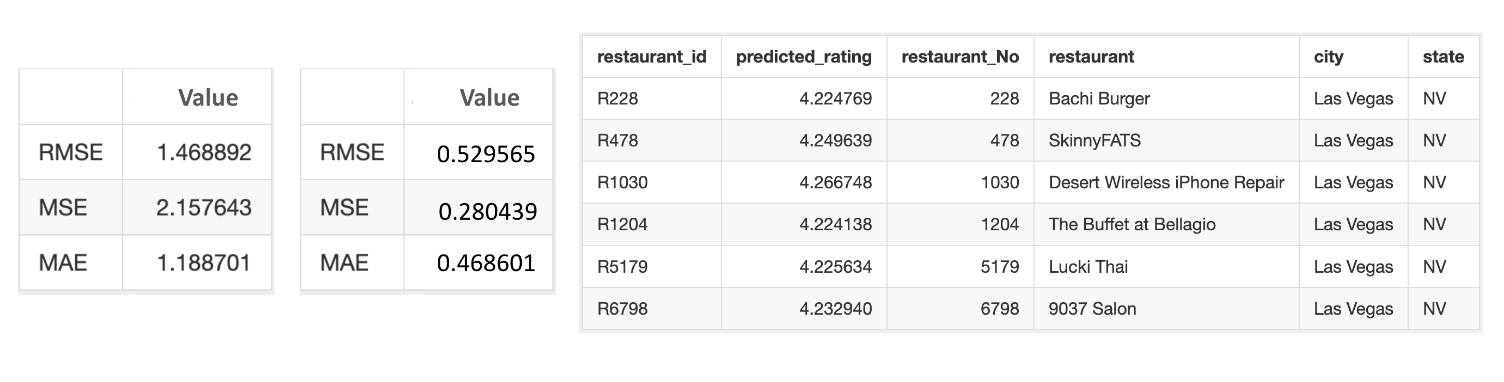 Value
RMSE 1.468892
MSE 2.157643
MAE 1.188701
Value
RMSE 0.529565
MSE 0.280439
MAE 0.468601
restaurant_id predicted_rating restaurant_No restaurant city state
R228 4.224769 228 Bachi Burger Las Vegas NV
R478 4.249639 478 SkinnyFATS Las Vegas NV
R1030 4.266748 1030 Desert Wireless iPhone Repair Las Vegas NV
R1204 4.224138 1204 The Buffet at Bellagio Las Vegas NV
R5179 4.225634 5179 Lucki Thai Las Vegas NV
R6798 4.232940 6798 9037 Salon Las Vegas NV